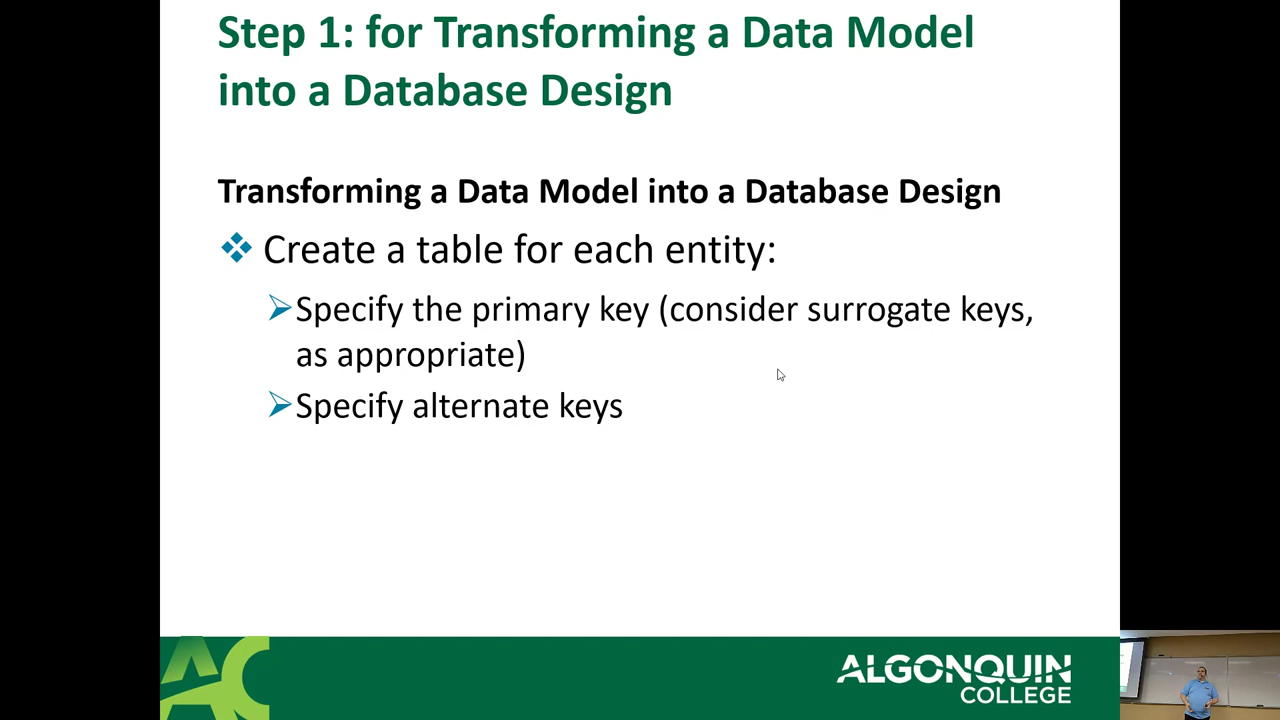 Step 1: for Transforming a Data Model
into a Database Design
Transforming a Data Model into a Database Design
Create a table for each entity:
Specify the primary key (consider surrogate keys,
as appropriate)
Specify alternate keys
AC
ALGONQUIN
COLLEGE